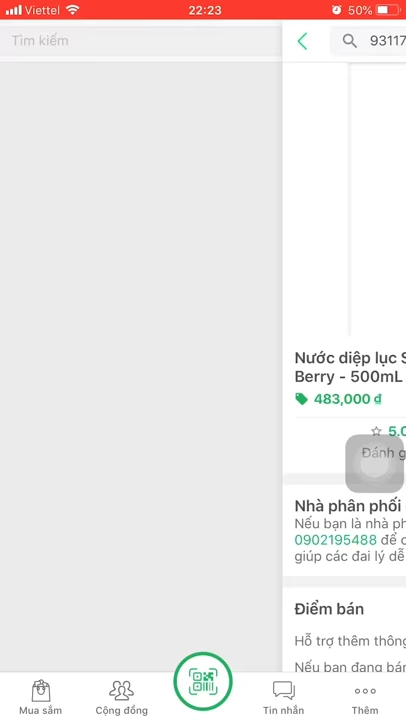 Viettel
22:23
50%
Tìm kiếm
93117
Nước diệp lục S
Berry - 500mL
483,000 đ
5.0
Đánh g
Nhà phân phối
Nếu bạn là nhà ph
0902195488 để c
giúp các đai lý dễ
Điểm bán
Hỗ trợ thêm thông
Nếu bạn đang bán
Mua sắm
Cộng đồng
Tin nhắn
Thêm